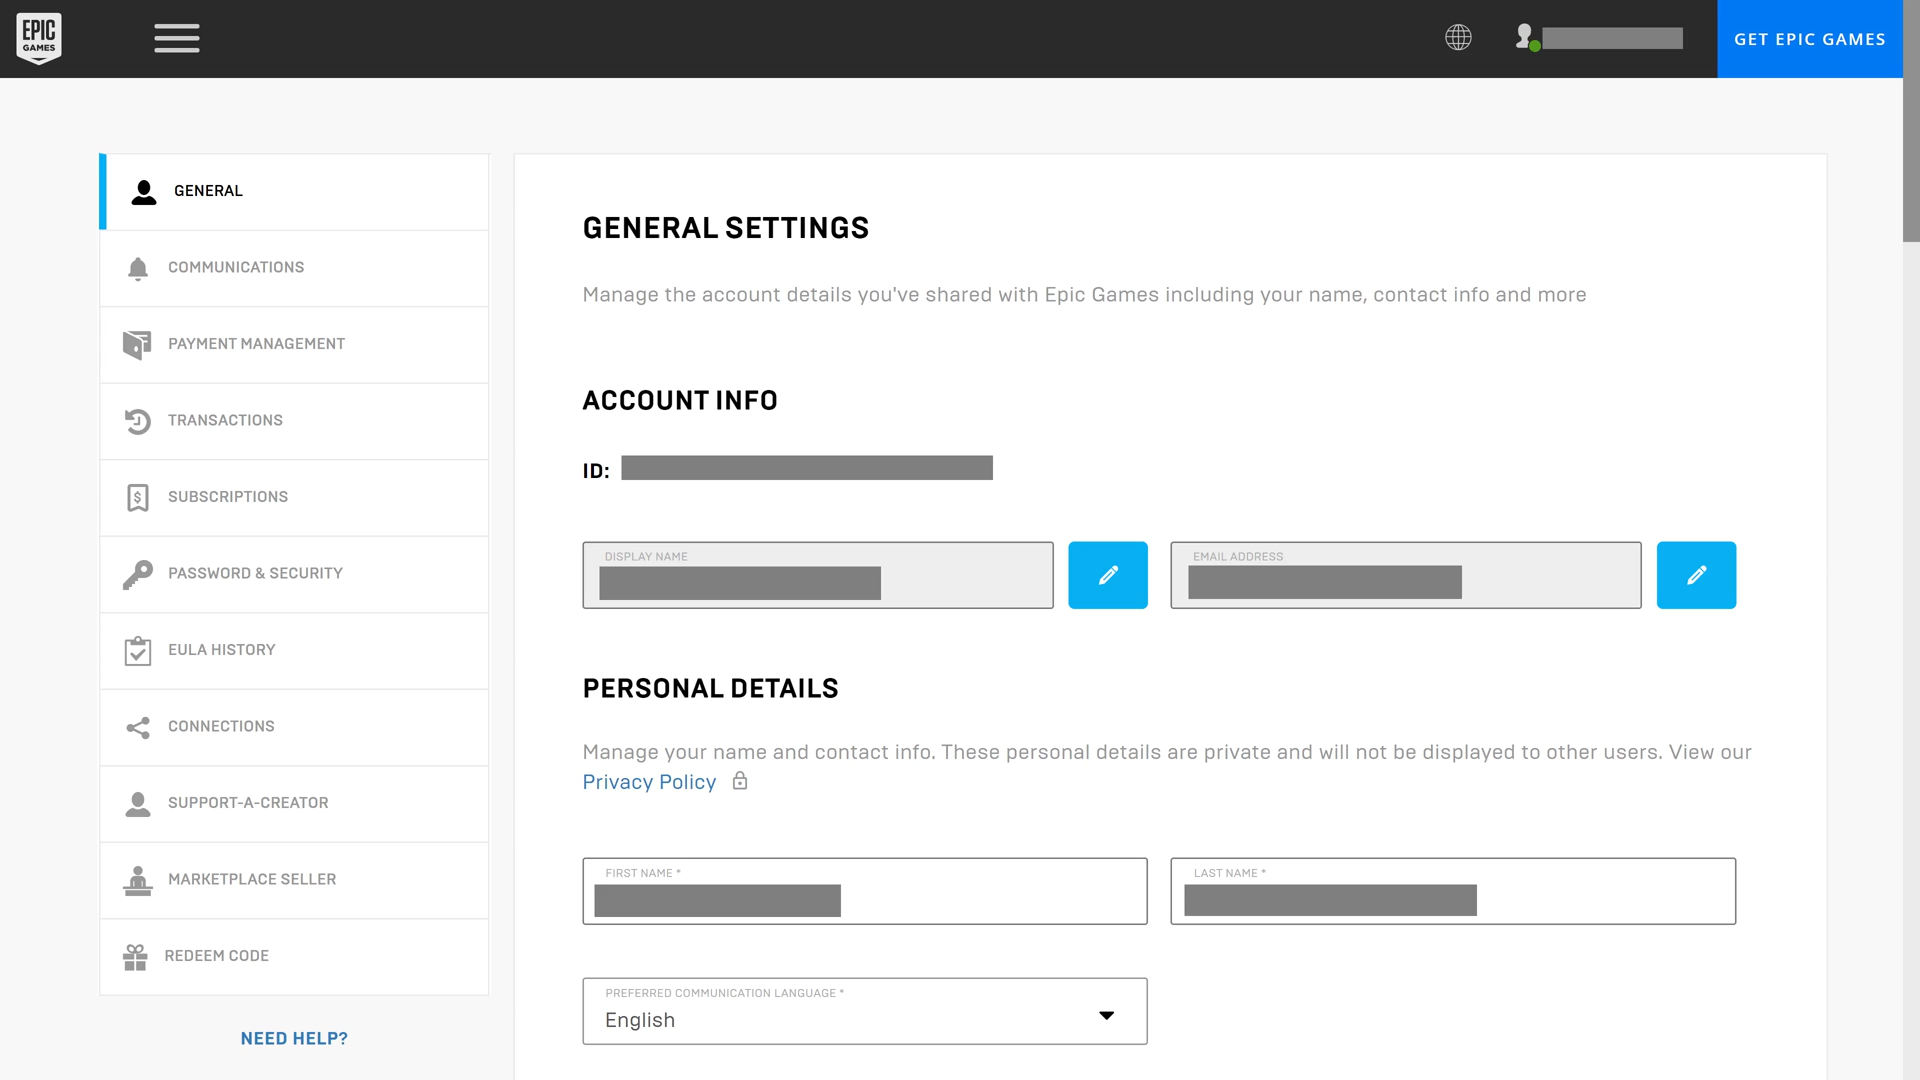 EPIC
GAMES
GET EPIC GAMES
GENERAL
COMMUNICATIONS
PAYMENT MANAGEMENT
TRANSACTIONS
SUBSCRIPTIONS
PASSWORD & SECURITY
EULA HISTORY
CONNECTIONS
SUPPORT-A-CREATOR
MARKETPLACE SELLER
REDEEM CODE
NEED HELP?
GENERAL SETTINGS
Manage the account details you've shared with Epic Games including your name, contact info and more
ACCOUNT INFO
ID:
DISPLAY NAME
EMAIL ADDRESS
PERSONAL DETAILS
Manage your name and contact info. These personal details are private and will not be displayed to other users. View our
Privacy Policy
FIRST NAME *
LAST NAME *
PREFERRED COMMUNICATION LANGUAGE *
English